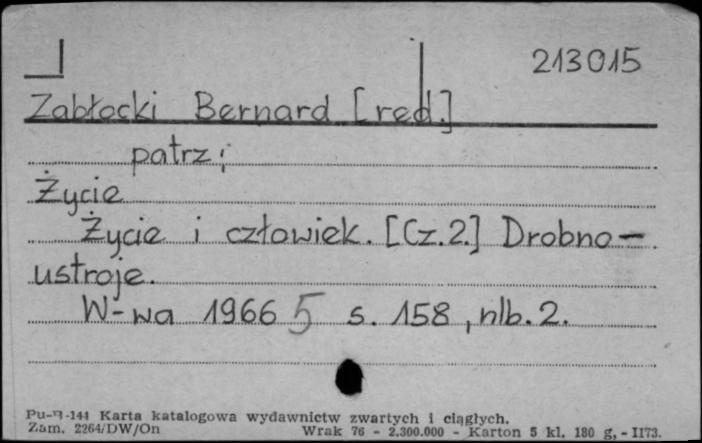 213015
Zabłocki Bernard [red.]
patrz:
Życie
Życie i człowiek. [Cz.2.] Drobno-
ustroje.
W-wa 1966 5 s. 158, nlb. 2.
Pu-B-144 Karta katalogowa wydawnictw zwartych i ciągłych.
Zam. 2264/DW/On Wrak 76 - 2.300.000 - Karton 5 kl. 180 g, - II73.